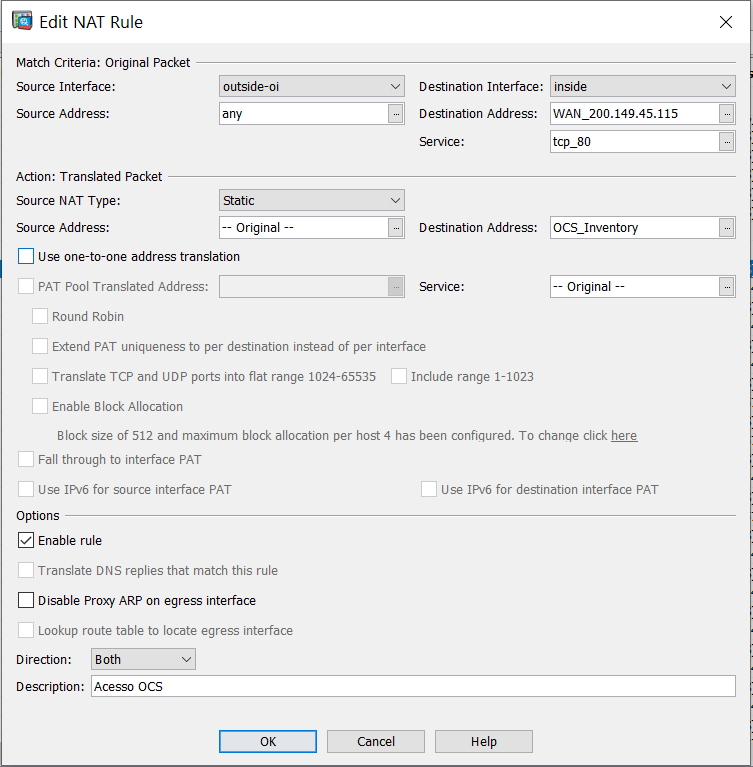 Edit NAT Rule
Match Criteria: Original Packet
Source Interface: outside-oi Destination Interface: inside
Source Address: any ... Destination Address: WAN_200.149.45.115 ...
Service: tcp_80 ...
Action: Translated Packet
Source NAT Type: Static
Source Address: -- Original -- ... Destination Address: OCS_Inventory ...
Use one-to-one address translation
PAT Pool Translated Address: ... Service: -- Original -- ...
Round Robin
Extend PAT uniqueness to per destination instead of per interface
Translate TCP and UDP ports into flat range 1024-65535 Include range 1-1023
Enable Block Allocation
Block size of 512 and maximum block allocation per host 4 has been configured. To change click here
Fall through to interface PAT
Use IPv6 for source interface PAT Use IPv6 for destination interface PAT
Options
Enable rule
Translate DNS replies that match this rule
Disable Proxy ARP on egress interface
Lookup route table to locate egress interface
Direction: Both
Description: Acesso OCS
OK Cancel Help